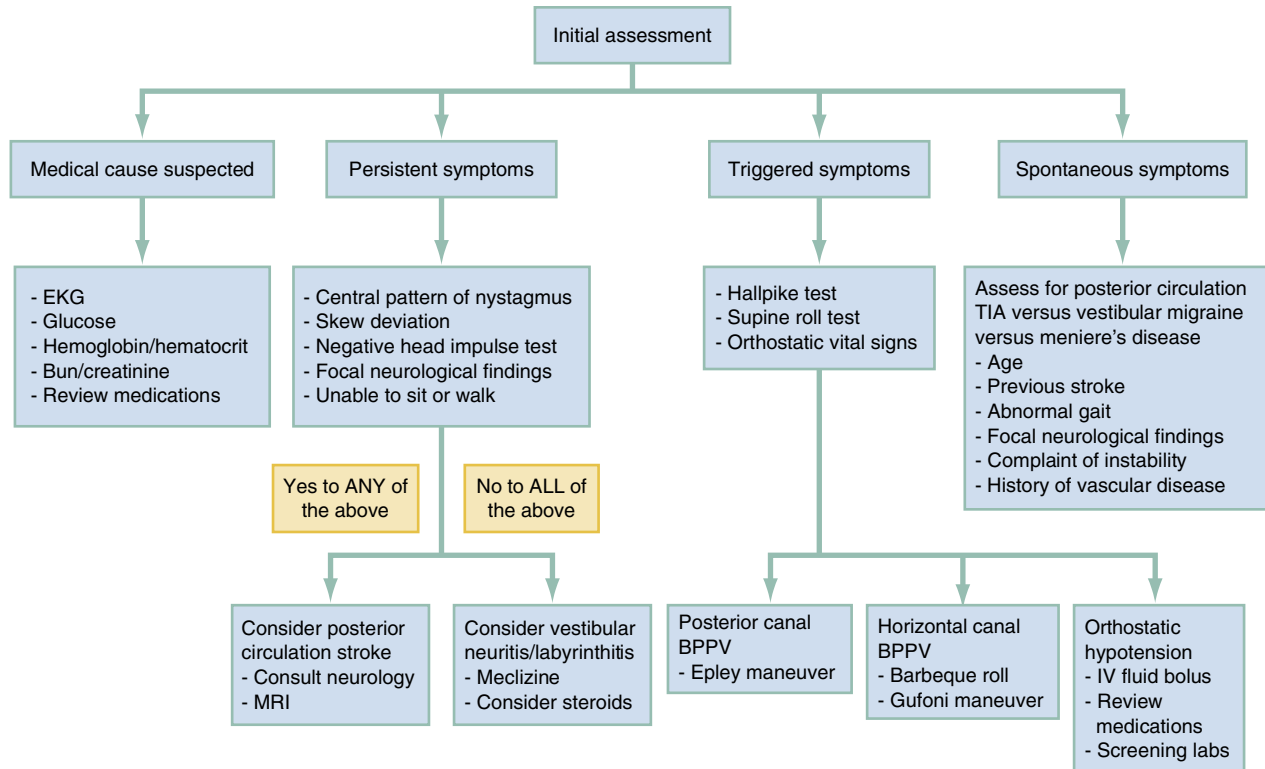 Initial assessment
Medical cause suspected
Persistent symptoms
Triggered symptoms
Spontaneous symptoms
- EKG
- Glucose
- Hemoglobin/hematocrit
- Bun/creatinine
- Review medications
- Central pattern of nystagmus
- Skew deviation
- Negative head impulse test
- Focal neurological findings
- Unable to sit or walk
- Hallpike test
- Supine roll test
- Orthostatic vital signs
Assess for posterior circulation
TIA versus vestibular migraine
versus meniere's disease
- Age
- Previous stroke
- Abnormal gait
- Focal neurological findings
- Complaint of instability
- History of vascular disease
Yes to ANY of
the above
No to ALL of
the above
Consider posterior
circulation stroke
- Consult neurology
- MRI
Consider vestibular
neuritis/labyrinthitis
- Meclizine
- Consider steroids
Posterior canal
BPPV
- Epley maneuver
Horizontal canal
BPPV
- Barbeque roll
- Gufoni maneuver
Orthostatic
hypotension
- IV fluid bolus
- Review
medications
- Screening labs